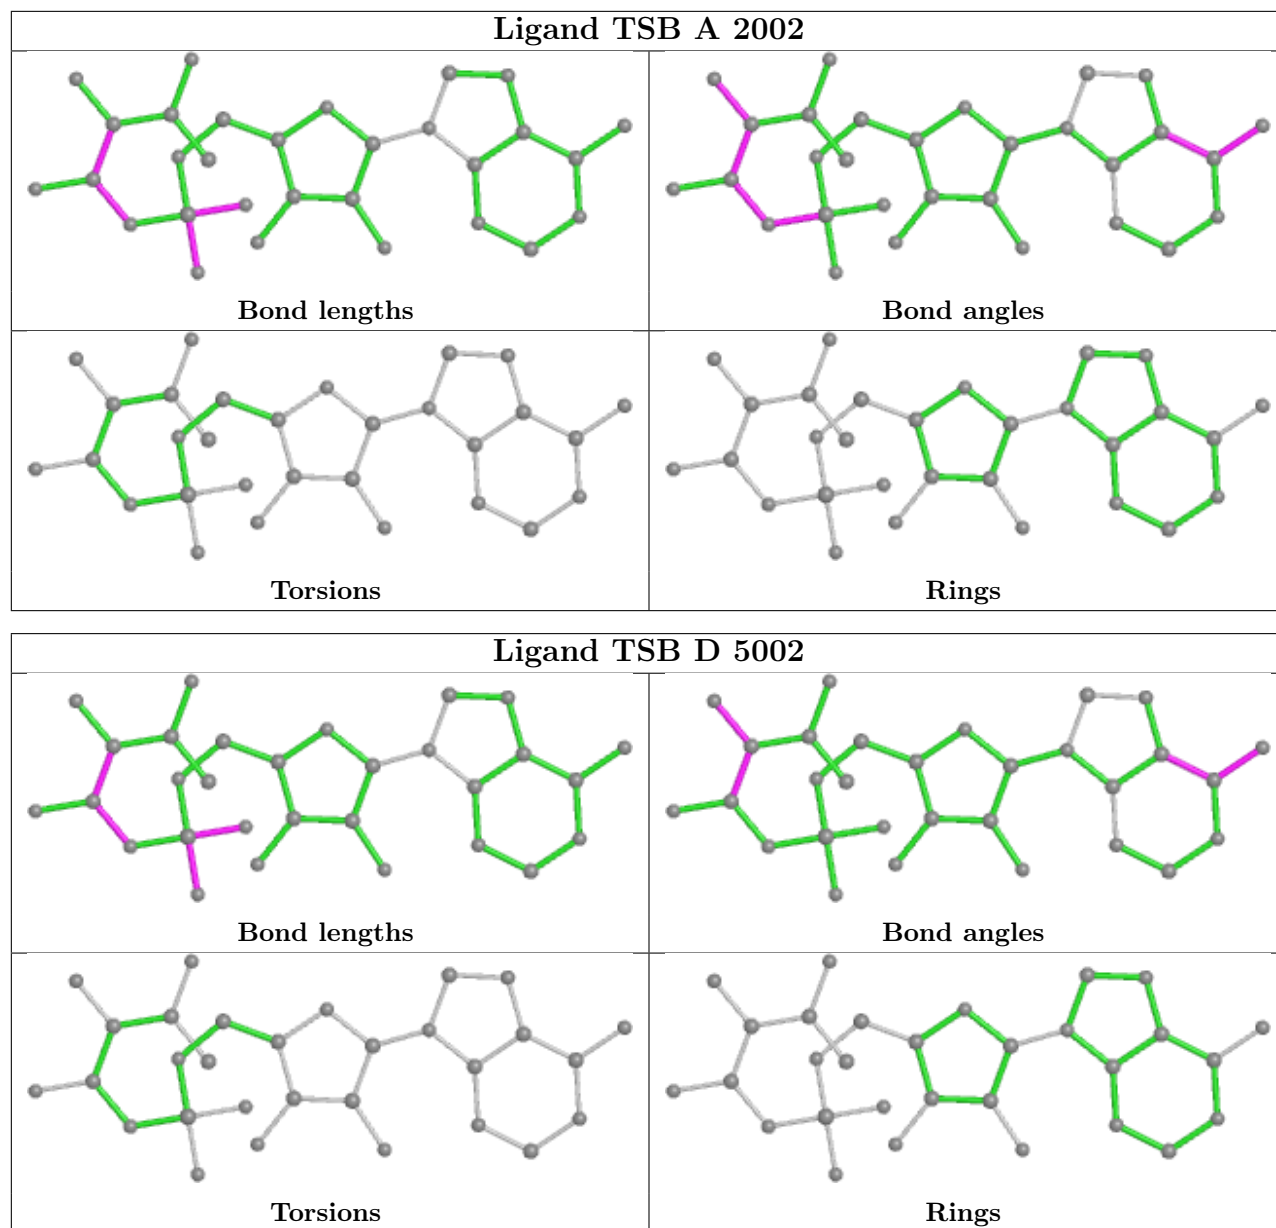 Ligand TSB A 2002
Bond lengths
Bond angles
Torsions
Rings
Ligand TSB D 5002
Bond lengths
Bond angles
Torsions
Rings